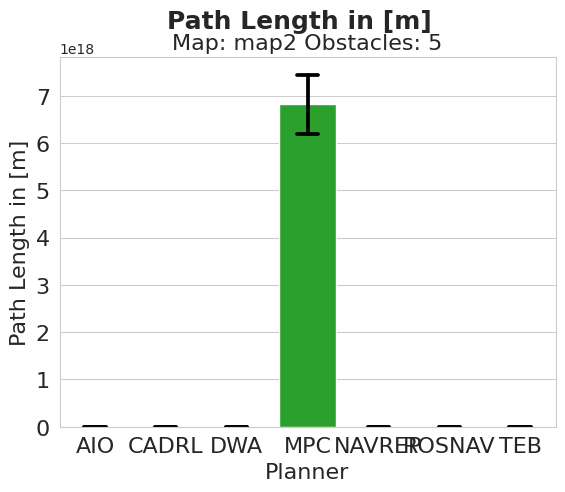 Path Length in [m]
Map: map2 Obstacles: 5
1e18
Path Length in [m]
7
6
5
4
3
2
1
0
AIO CADRL DWA MPC NAVREP ROSNAV TEB
Planner